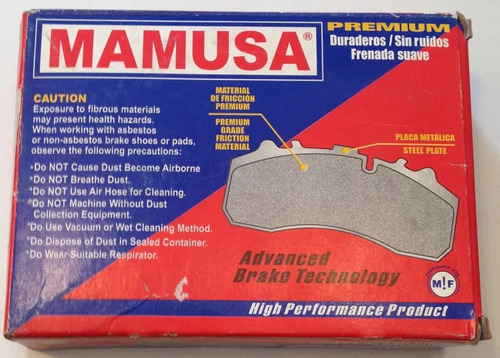 MAMUSA®
PREMIUM
Duraderos / Sin ruidos
Frenada suave
CAUTION
Exposure to fibrous materials
may present health hazards.
When working with asbestos
or non-asbestos brake shoes or pads,
observe the following precautions:
•Do NOT Cause Dust Become Airborne
•Do NOT Breathe Dust.
•Do NOT Use Air Hose for Cleaning.
•Do NOT Machine Without Dust
Collection Equipment.
•Do Use Vacuum or Wet Cleaning Method.
•Do Dispose of Dust in Sealed Container.
•Do Wear Suitable Respirator.
MATERIAL
DE FRICCIÓN
PREMIUM
PREMIUM
GRADE
FRICTION
MATERIAL
PLACA METÁLICA
STEEL PLATE
Advanced
Brake Technology
M!F
High Performance Product